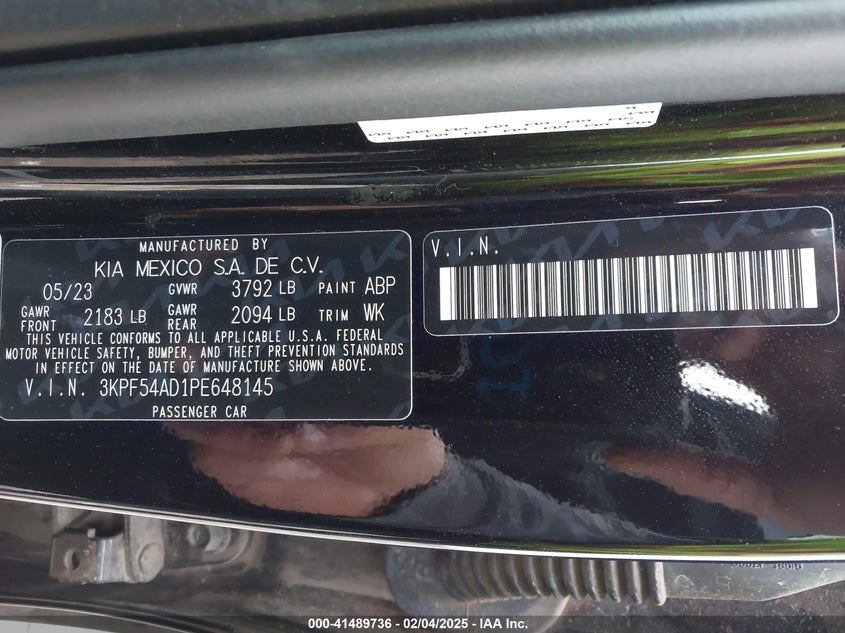 MANUFACTURED BY
KIA MEXICO S.A. DE C.V.
05/23 GVWR 3792 LB PAINT ABP
GAWR FRONT 2183 LB GAWR REAR 2094 LB TRIM WK
THIS VEHICLE CONFORMS TO ALL APPLICABLE U.S.A. FEDERAL
MOTOR VEHICLE SAFETY, BUMPER, AND THEFT PREVENTION STANDARDS
IN EFFECT ON THE DATE OF MANUFACTURE SHOWN ABOVE.
V.I.N. 3KPF54AD1PE648145
PASSENGER CAR
V.I.N.
000-41489736 - 02/04/2025 - IAA Inc.